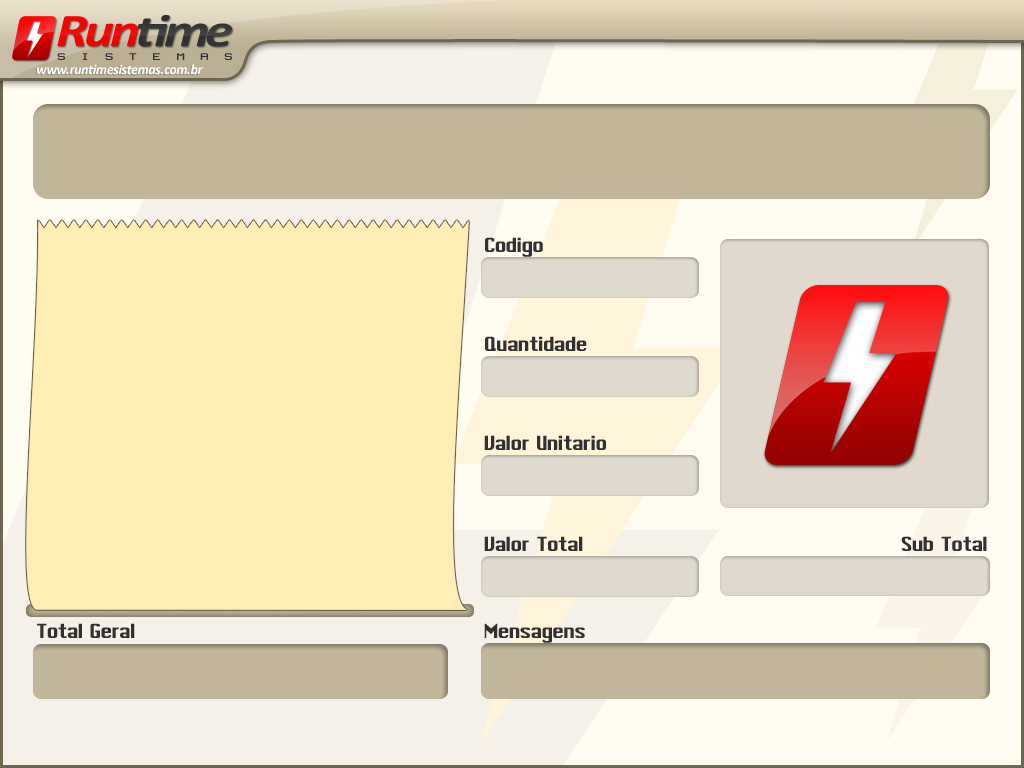 Runtime
SISTEMAS
www.runtimesistemas.com.br
Codigo
Quantidade
Valor Unitario
Valor Total
Sub Total
Total Geral
Mensagens